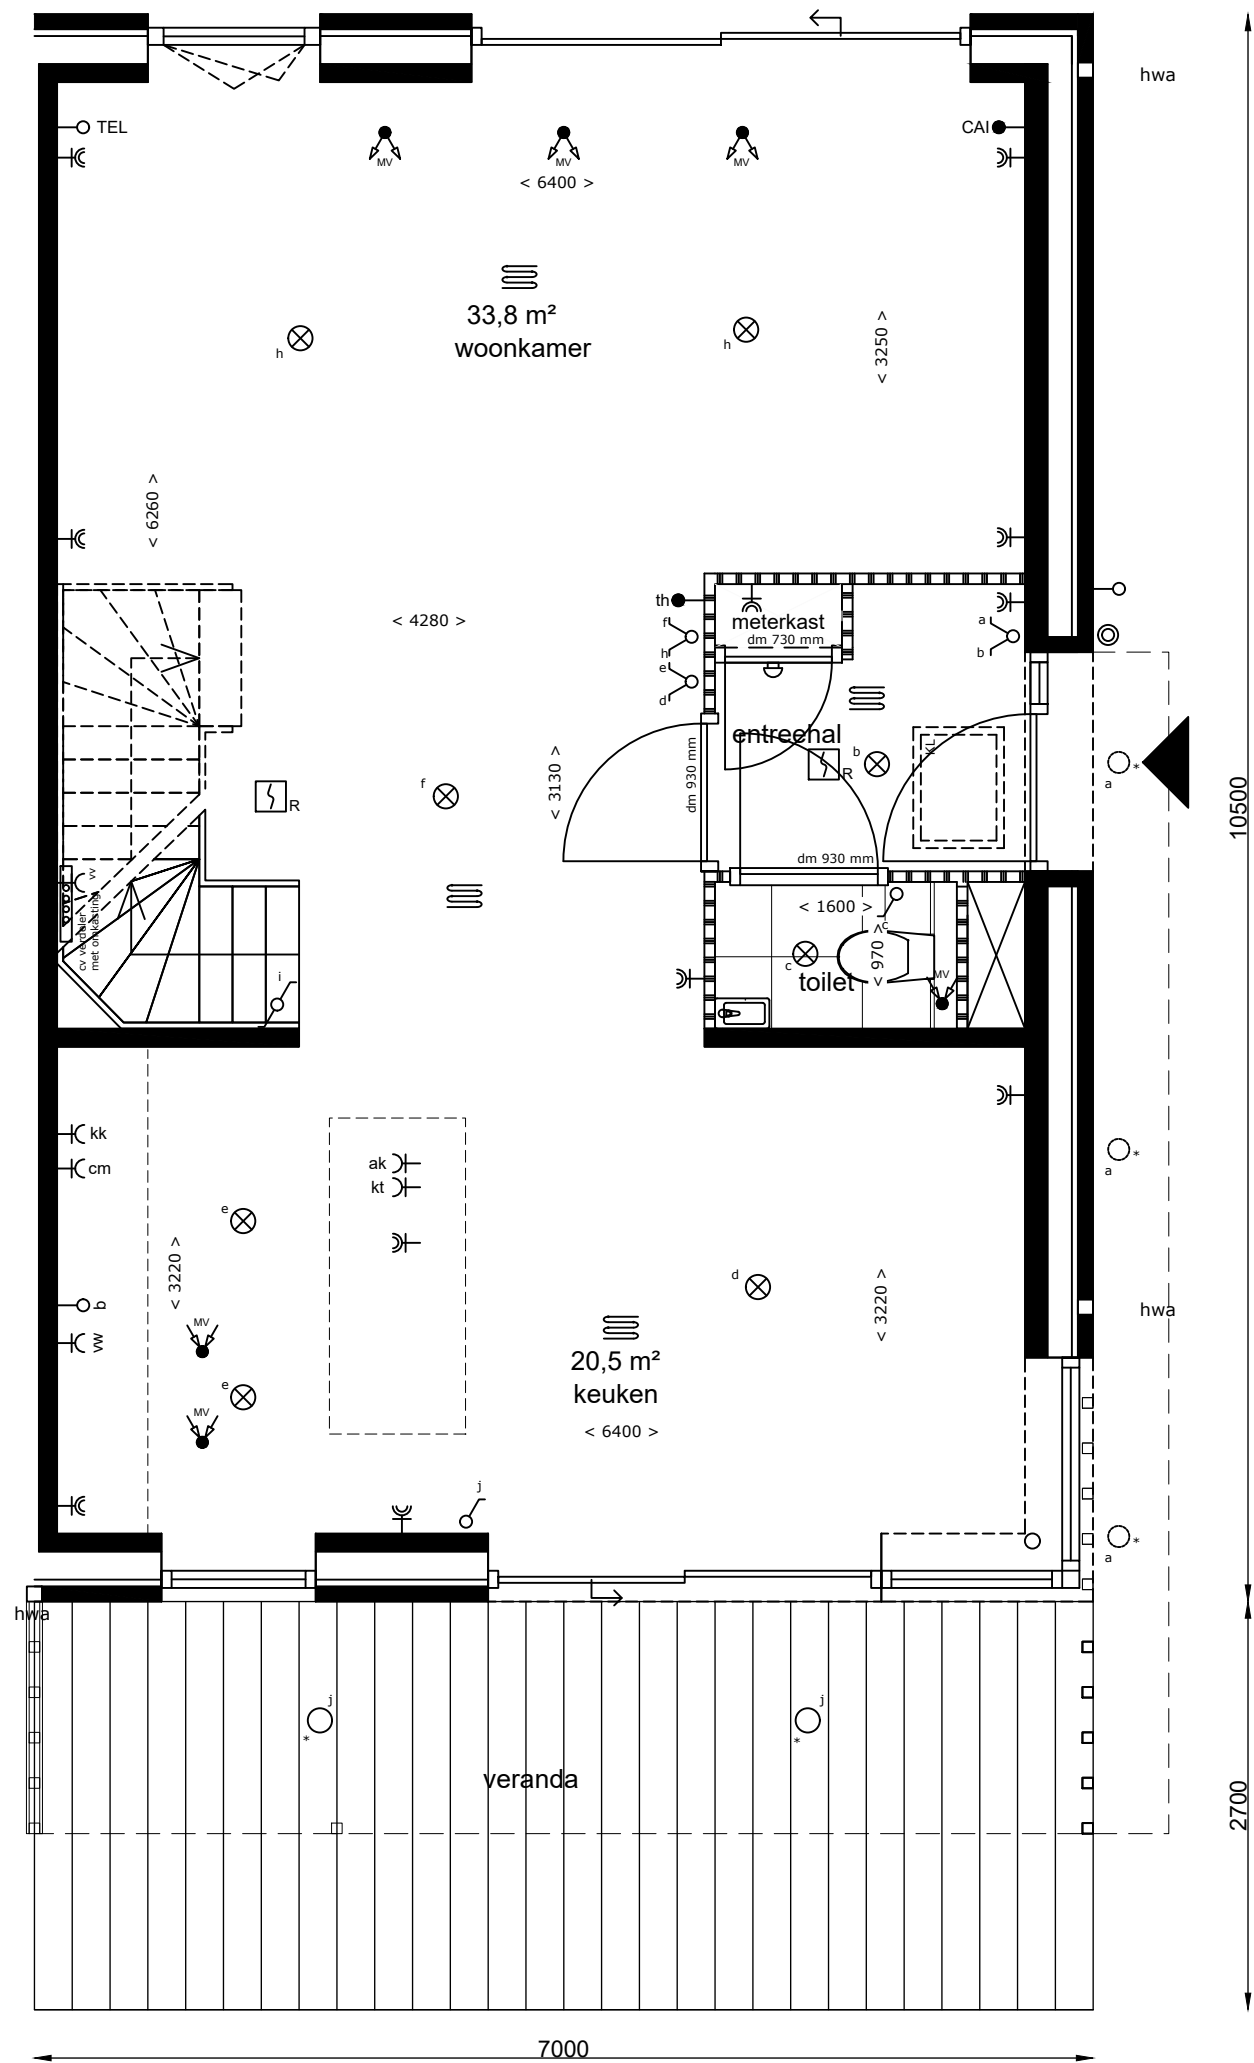 hwa
TEL
CAI
MV
MV
MV
< 6400 >
33,8 m²
woonkamer
h
h
< 3250 >
< 6260 >
< 4280 >
th
f
h
e
d
meterkast
dm 730 mm
a
b
entreehal
b
R
KL
dm 930 mm
dm 930 mm
< 3130 >
f
R
a
*
10500
vv
cv verdeler
met omkasting
i
< 1600 >
c
< 970 >
c
toilet
MV
kk
cm
ak
kt
a
*
e
d
< 3220 >
< 3220 >
b
vw
MV
hwa
20,5 m²
keuken
e
MV
< 6400 >
j
a
*
hwa
j
*
j
*
veranda
2700
7000